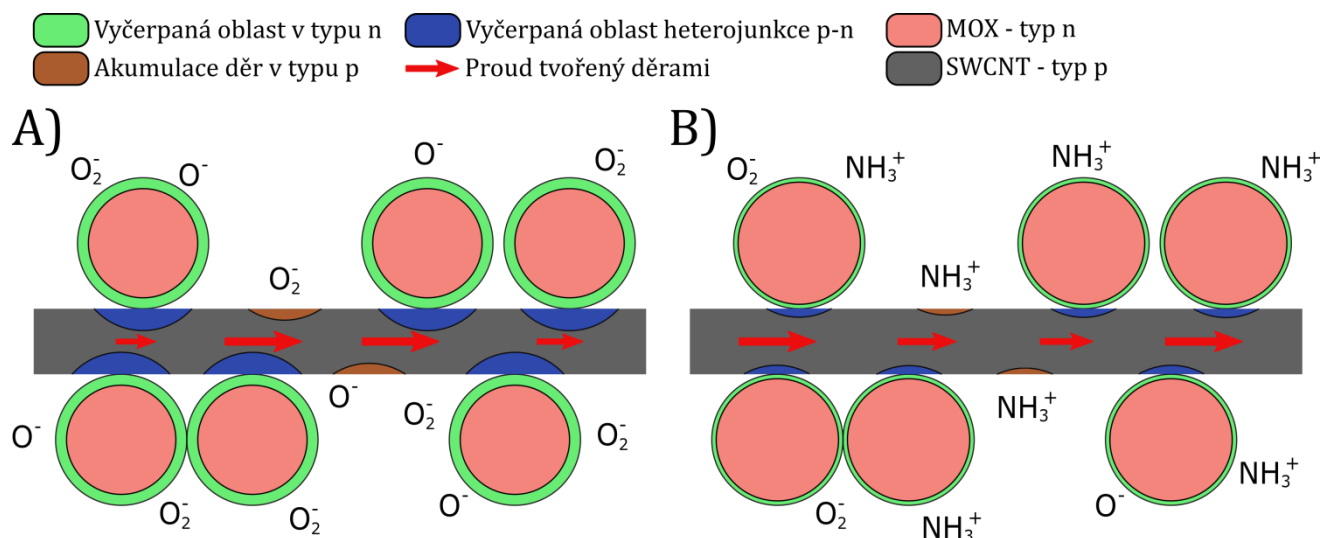 Vyčerpaná oblast v typu n Vyčerpaná oblast heterojunkce p-n MOX - typ n
Akumulace děr v typu p Proud tvořený děrami SWCNT - typ p
A) B)
O₂⁻ O⁻ O⁻ O₂⁻ O₂⁻ NH₃⁺ NH₃⁺ NH₃⁺
O₂⁻ NH₃⁺
O⁻ O₂⁻ NH₃⁺
O⁻ O₂⁻ NH₃⁺
O₂⁻ O₂⁻ O⁻ O₂⁻ NH₃⁺ O⁻